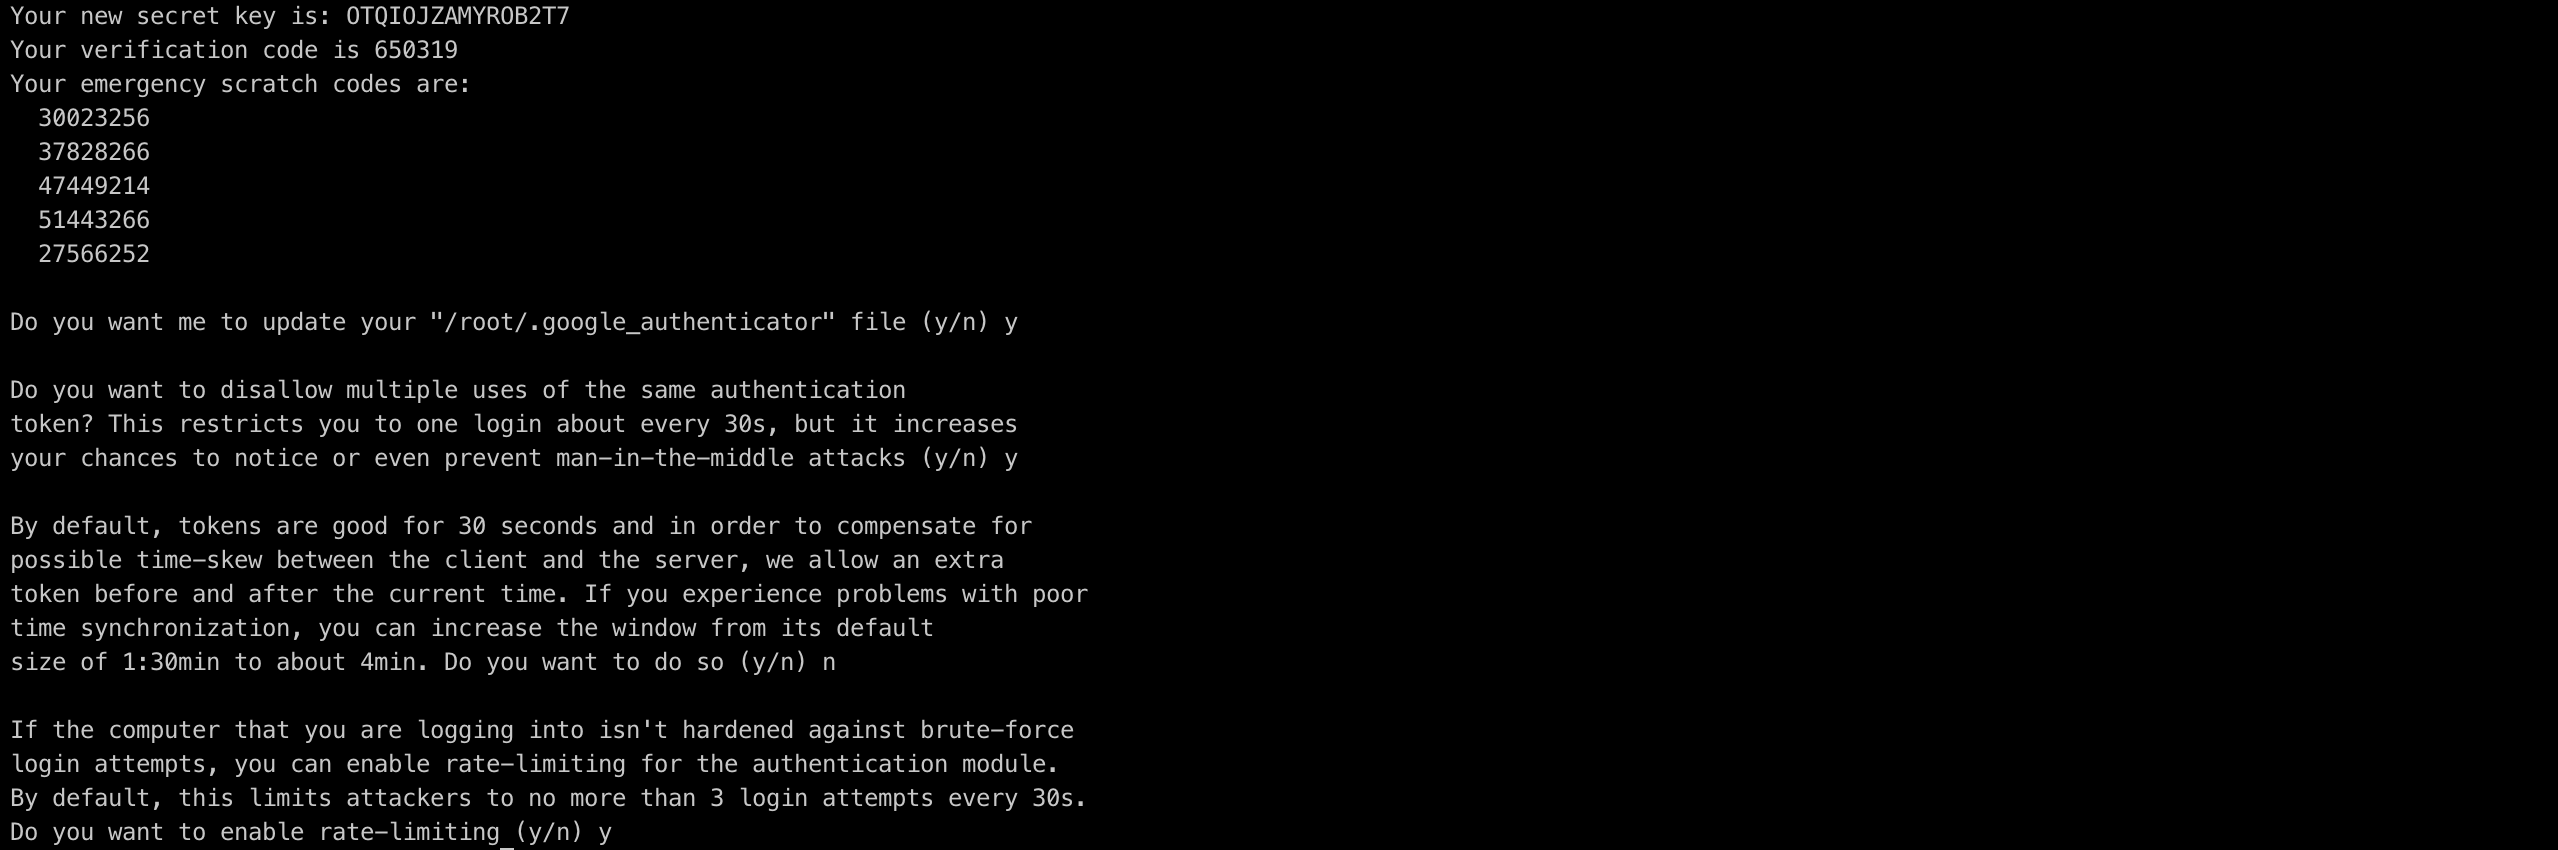 Your new secret key is: OTQIOJZAMYROB2T7
Your verification code is 650319
Your emergency scratch codes are:
  30023256
  37828266
  47449214
  51443266
  27566252

Do you want me to update your "/root/.google_authenticator" file (y/n) y

Do you want to disallow multiple uses of the same authentication
token? This restricts you to one login about every 30s, but it increases
your chances to notice or even prevent man-in-the-middle attacks (y/n) y

By default, tokens are good for 30 seconds and in order to compensate for
possible time-skew between the client and the server, we allow an extra
token before and after the current time. If you experience problems with poor
time synchronization, you can increase the window from its default
size of 1:30min to about 4min. Do you want to do so (y/n) n

If the computer that you are logging into isn't hardened against brute-force
login attempts, you can enable rate-limiting for the authentication module.
By default, this limits attackers to no more than 3 login attempts every 30s.
Do you want to enable rate-limiting (y/n) y